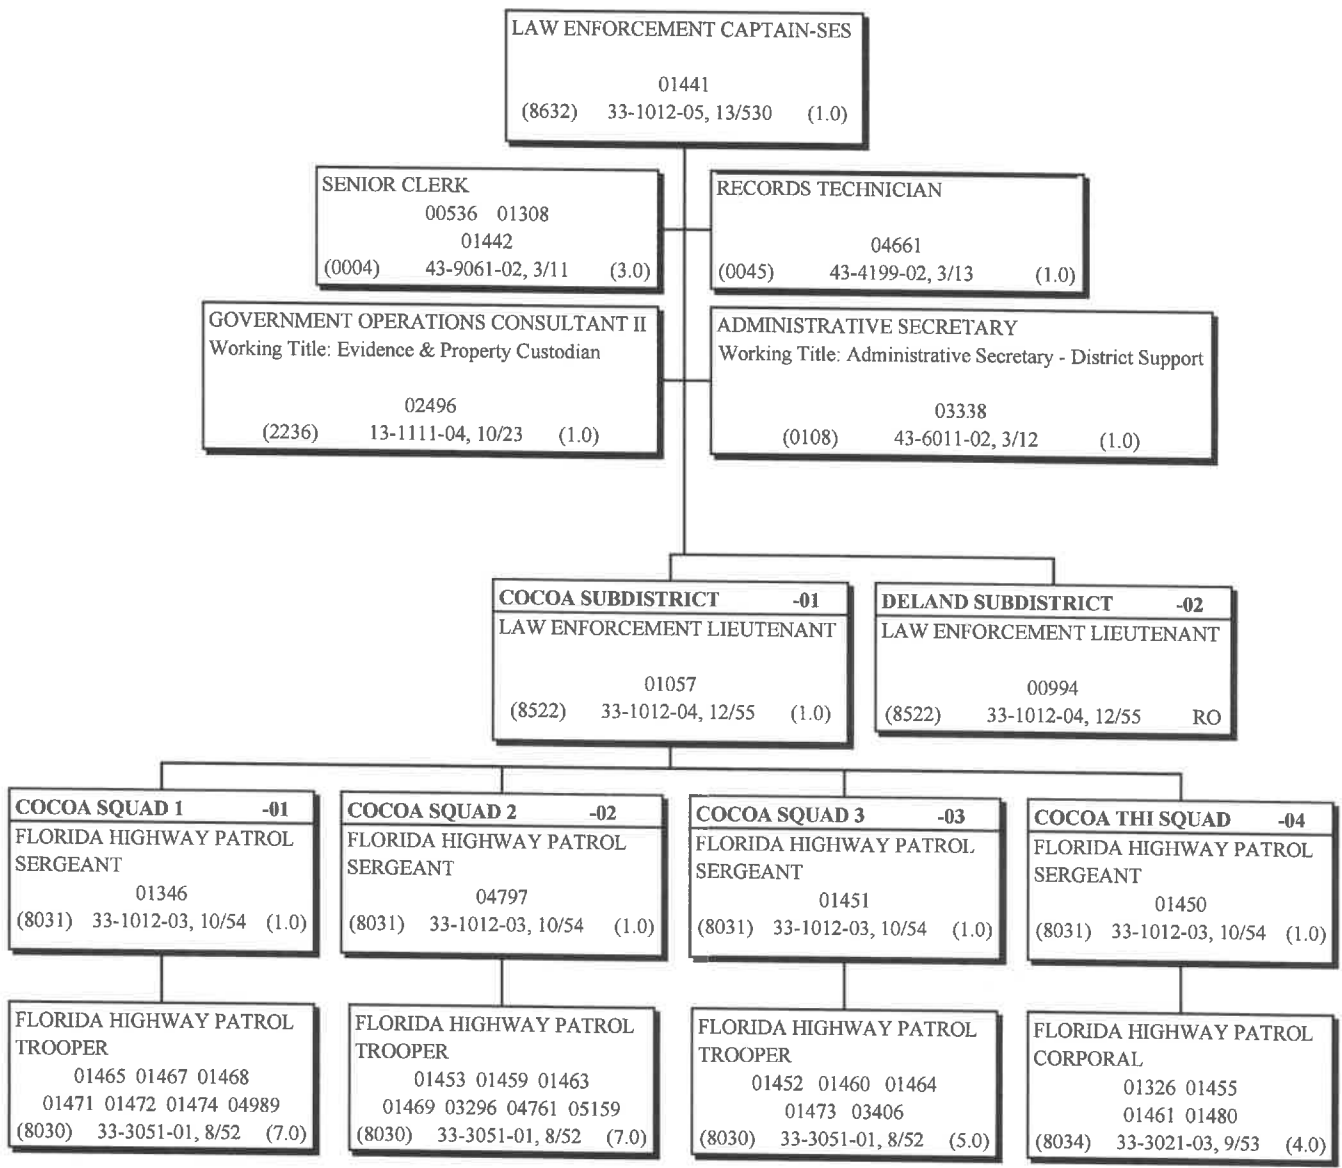 LAW ENFORCEMENT CAPTAIN-SES
01441
(8632) 33-1012-05, 13/530 (1.0)
SENIOR CLERK
00536 01308
01442
(0004) 43-9061-02, 3/11 (3.0)
RECORDS TECHNICIAN
04661
(0045) 43-4199-02, 3/13 (1.0)
GOVERNMENT OPERATIONS CONSULTANT II
Working Title: Evidence & Property Custodian
02496
(2236) 13-1111-04, 10/23 (1.0)
ADMINISTRATIVE SECRETARY
Working Title: Administrative Secretary - District Support
03338
(0108) 43-6011-02, 3/12 (1.0)
COCOA SUBDISTRICT -01
LAW ENFORCEMENT LIEUTENANT
01057
(8522) 33-1012-04, 12/55 (1.0)
DELAND SUBDISTRICT -02
LAW ENFORCEMENT LIEUTENANT
00994
(8522) 33-1012-04, 12/55 RO
COCOA SQUAD 1 -01
FLORIDA HIGHWAY PATROL
SERGEANT
01346
(8031) 33-1012-03, 10/54 (1.0)
COCOA SQUAD 2 -02
FLORIDA HIGHWAY PATROL
SERGEANT
04797
(8031) 33-1012-03, 10/54 (1.0)
COCOA SQUAD 3 -03
FLORIDA HIGHWAY PATROL
SERGEANT
01451
(8031) 33-1012-03, 10/54 (1.0)
COCOA THI SQUAD -04
FLORIDA HIGHWAY PATROL
SERGEANT
01450
(8031) 33-1012-03, 10/54 (1.0)
FLORIDA HIGHWAY PATROL
TROOPER
01465 01467 01468
01471 01472 01474 04989
(8030) 33-3051-01, 8/52 (7.0)
FLORIDA HIGHWAY PATROL
TROOPER
01453 01459 01463
01469 03296 04761 05159
(8030) 33-3051-01, 8/52 (7.0)
FLORIDA HIGHWAY PATROL
TROOPER
01452 01460 01464
01473 03406
(8030) 33-3051-01, 8/52 (5.0)
FLORIDA HIGHWAY PATROL
CORPORAL
01326 01455
01461 01480
(8034) 33-3021-03, 9/53 (4.0)